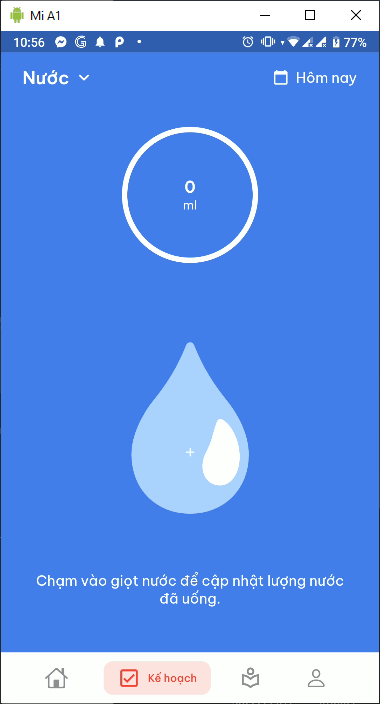 Mi A1
10:56
77%
Nước
Hôm nay
0
ml
+
Chạm vào giọt nước để cập nhật lượng nước
đã uống.
Kế hoạch